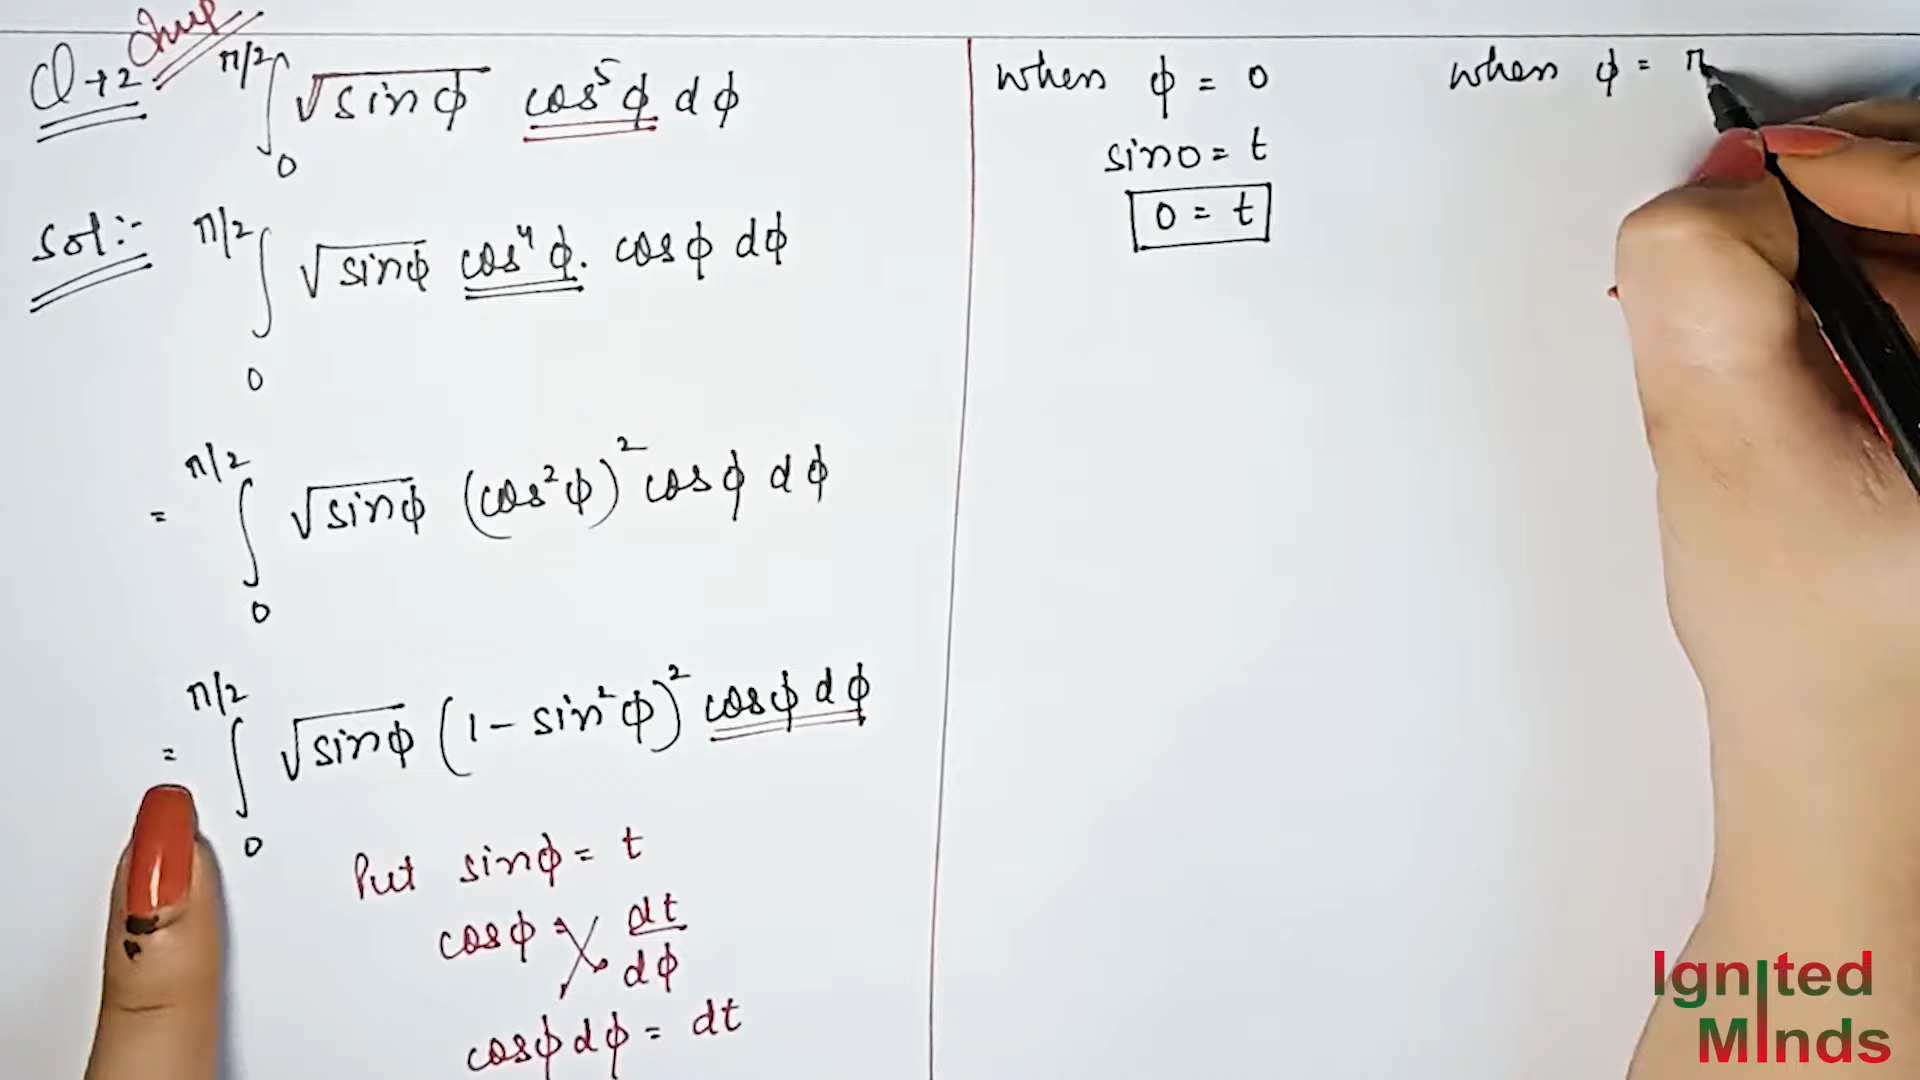 Q→2 Imp
π/2
∫ √sinφ cos⁵φ dφ
0
Sol:-
π/2
∫ √sinφ cos⁴φ. cosφ dφ
0
π/2
= ∫ √sinφ (cos²φ)² cosφ dφ
0
π/2
= ∫ √sinφ (1 - sin²φ)² cosφ dφ
0
Put sinφ = t
cosφ = dt/dφ
cosφ dφ = dt
when φ = 0
sin0 = t
0 = t
when φ = π
Ignited
Minds